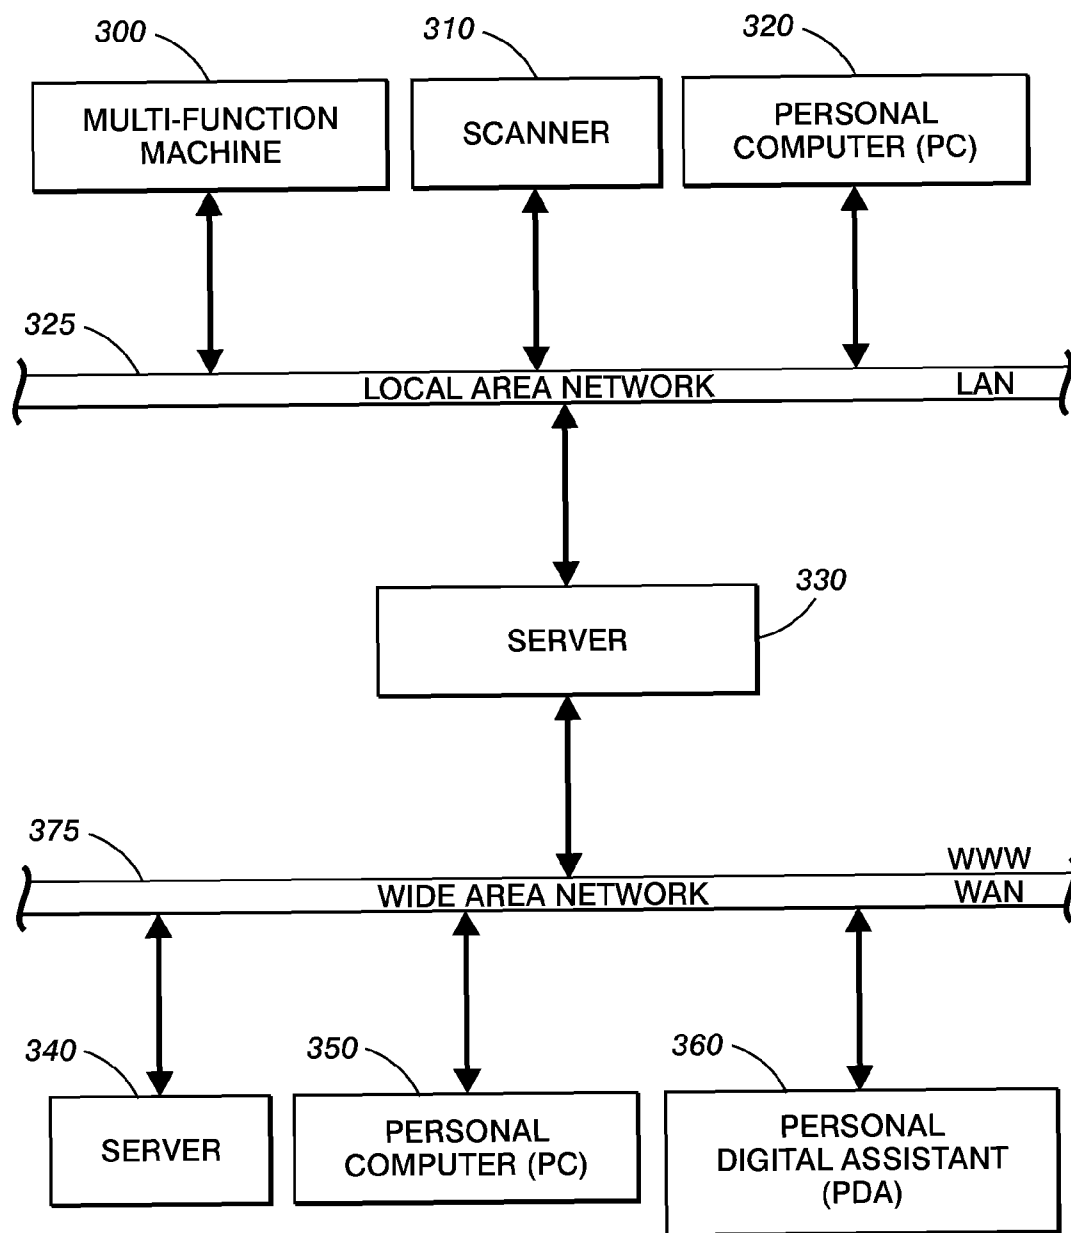 300
310
320
MULTI-FUNCTION
MACHINE
SCANNER
PERSONAL
COMPUTER (PC)
325
LOCAL AREA NETWORK
LAN
330
SERVER
375
WWW
WIDE AREA NETWORK
WAN
340
350
360
SERVER
PERSONAL
COMPUTER (PC)
PERSONAL
DIGITAL ASSISTANT
(PDA)